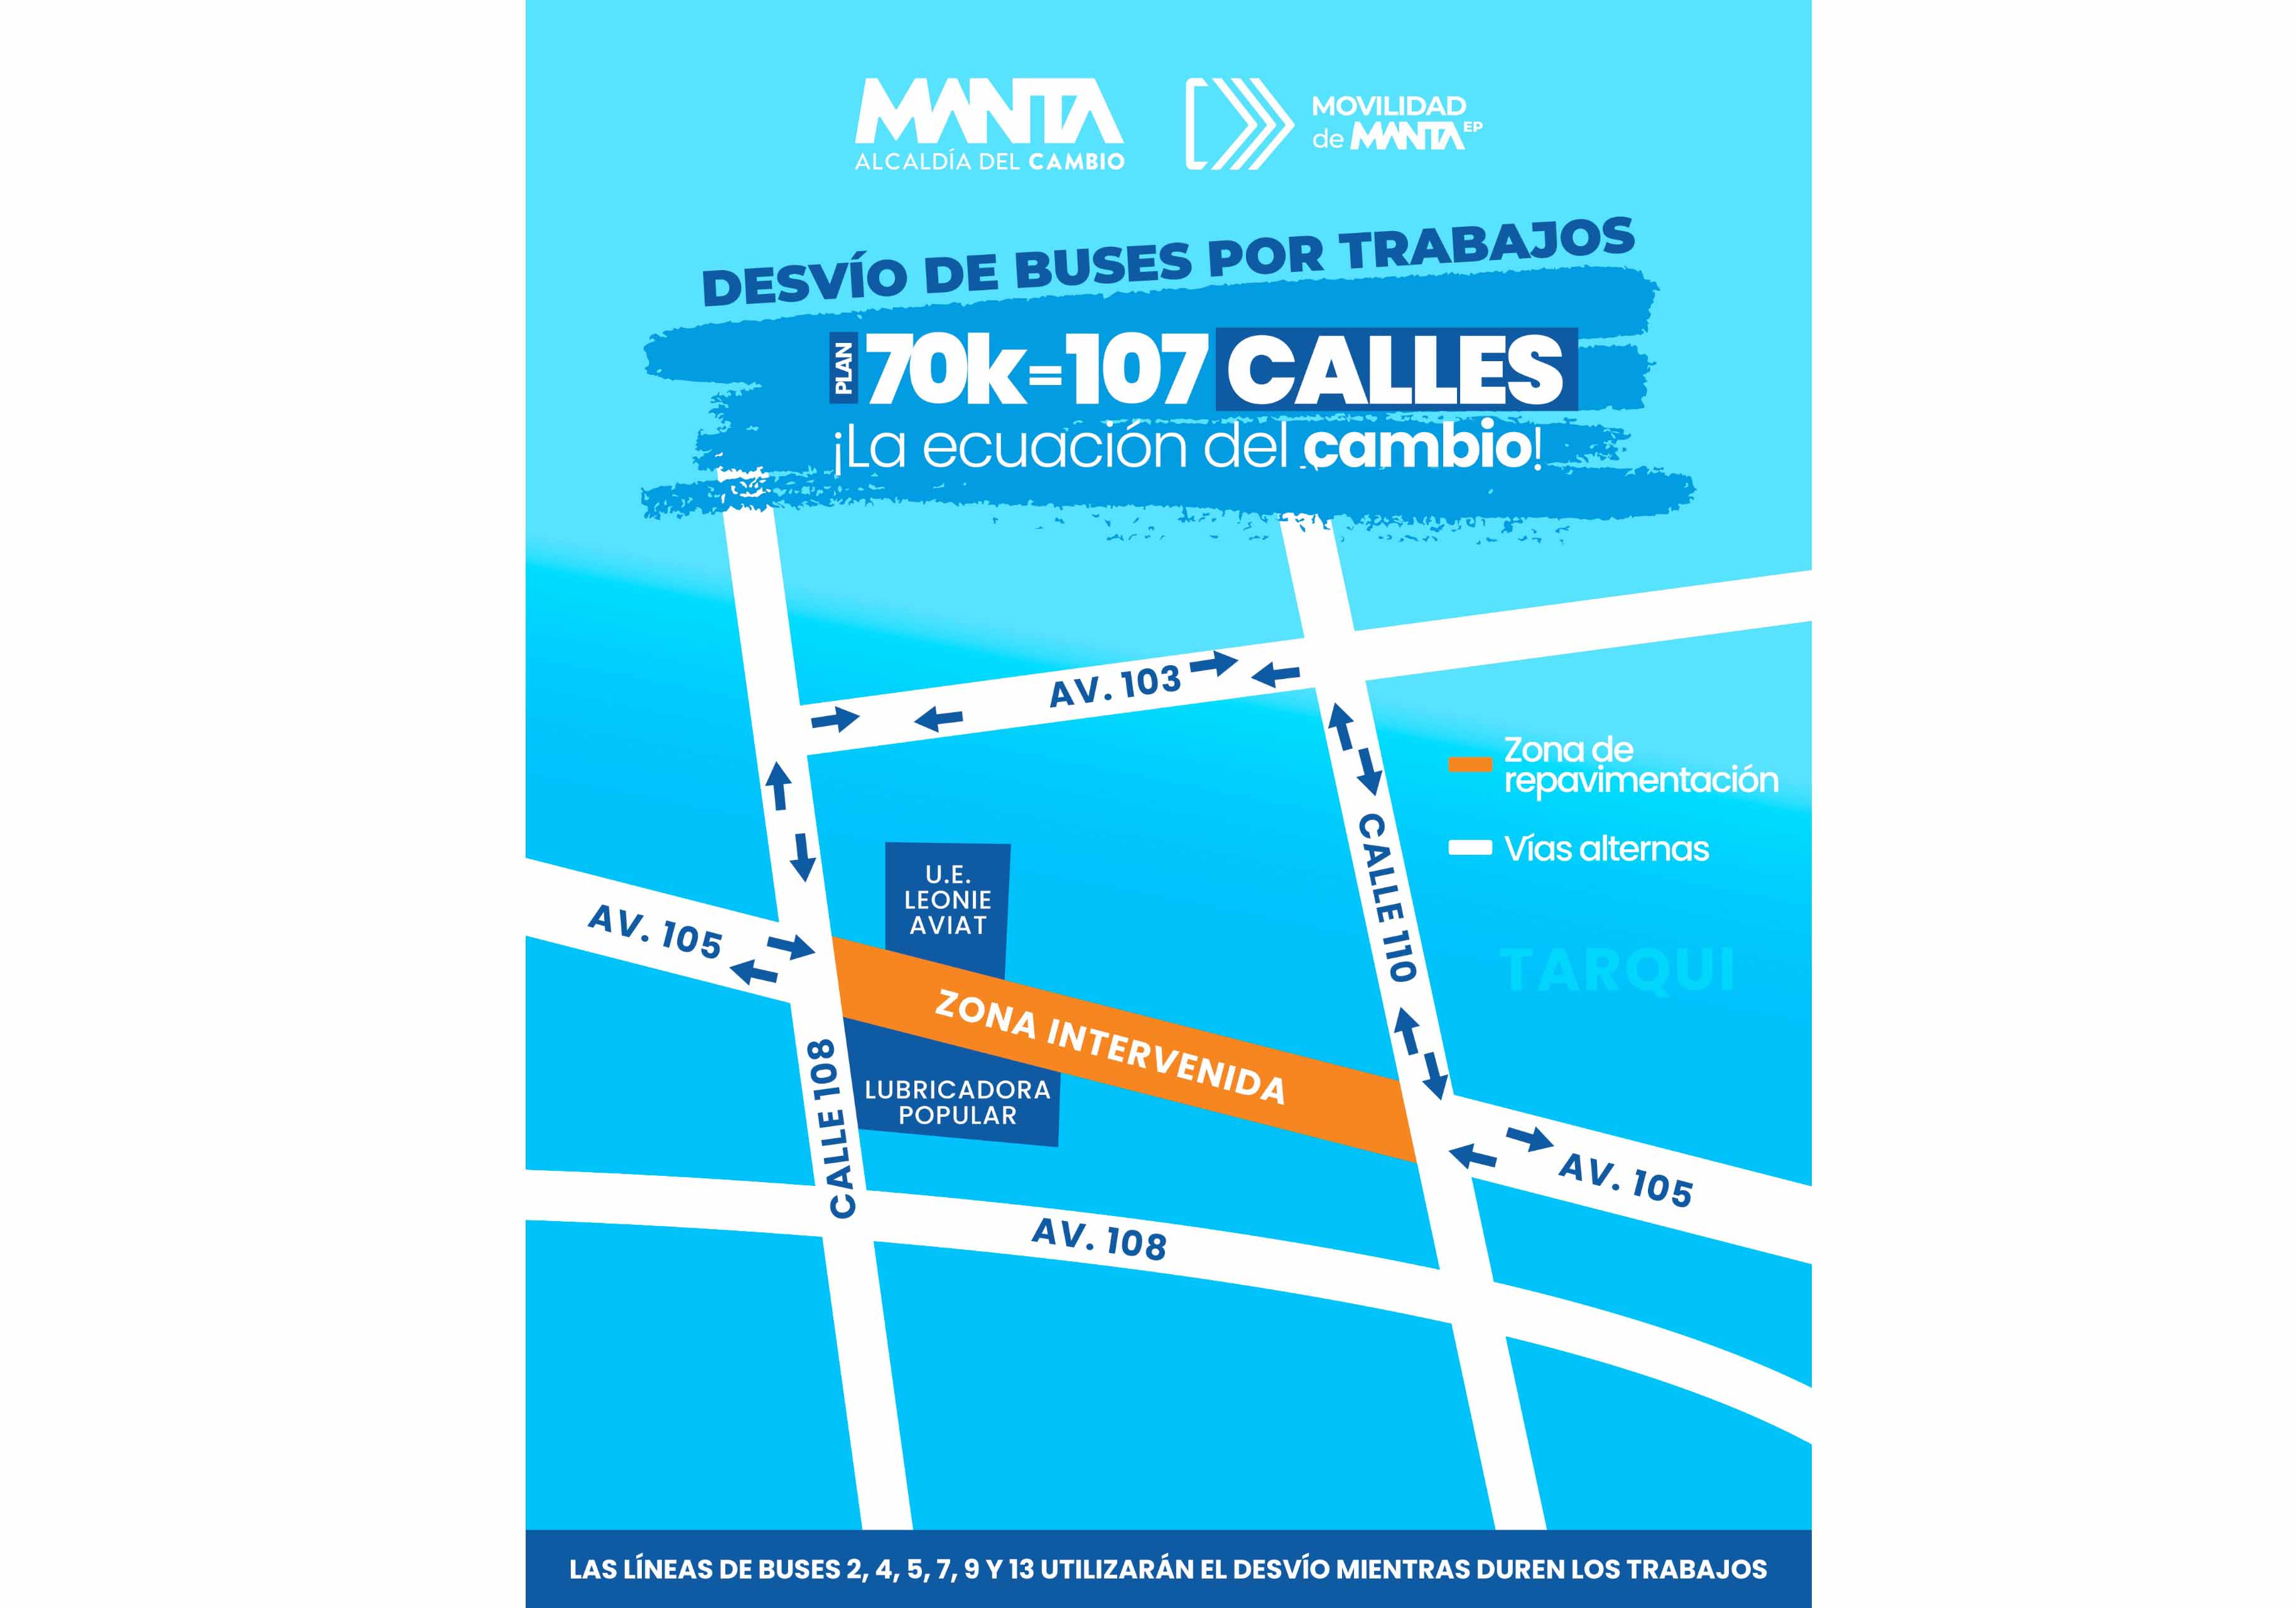 MANTA
ALCALDÍA DEL CAMBIO
MOVILIDAD
de MANTA EP
DESVÍO DE BUSES POR TRABAJOS
PLAN
70k=107 CALLES
¡La ecuación del cambio!
AV. 103
Zona de
repavimentación
Vías alternas
CALLE 110
U.E.
LEONIE
AVIAT
AV. 105
TARQUI
ZONA INTERVENIDA
CALLE 108
LUBRICADORA
POPULAR
AV. 105
AV. 108
LAS LÍNEAS DE BUSES 2, 4, 5, 7, 9 Y 13 UTILIZARÁN EL DESVÍO MIENTRAS DUREN LOS TRABAJOS